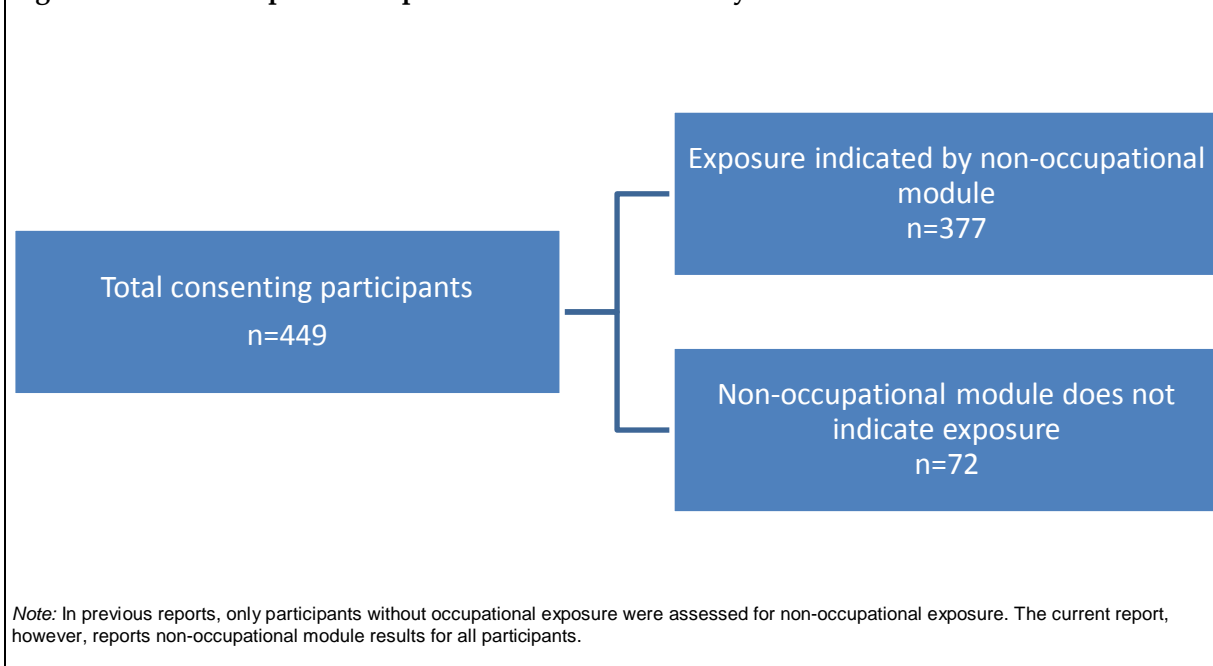 Total consenting participants
n=449
Exposure indicated by non-occupational
module
n=377
Non-occupational module does not
indicate exposure
n=72
Note: In previous reports, only participants without occupational exposure were assessed for non-occupational exposure. The current report,
however, reports non-occupational module results for all participants.